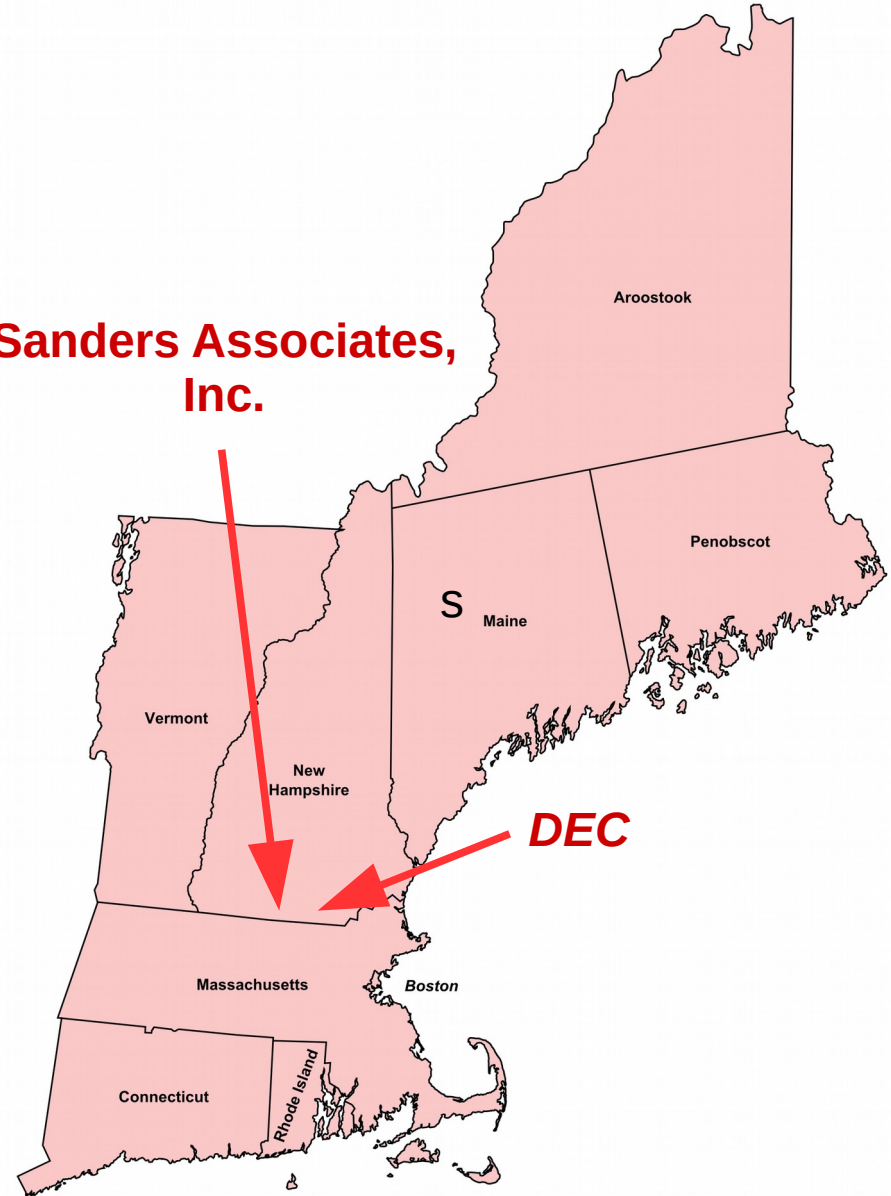 Aroostook
Sanders Associates,
Inc.
Penobscot
S
Maine
Vermont
New
Hampshire
DEC
Massachusetts
Boston
Connecticut
Rhode Island